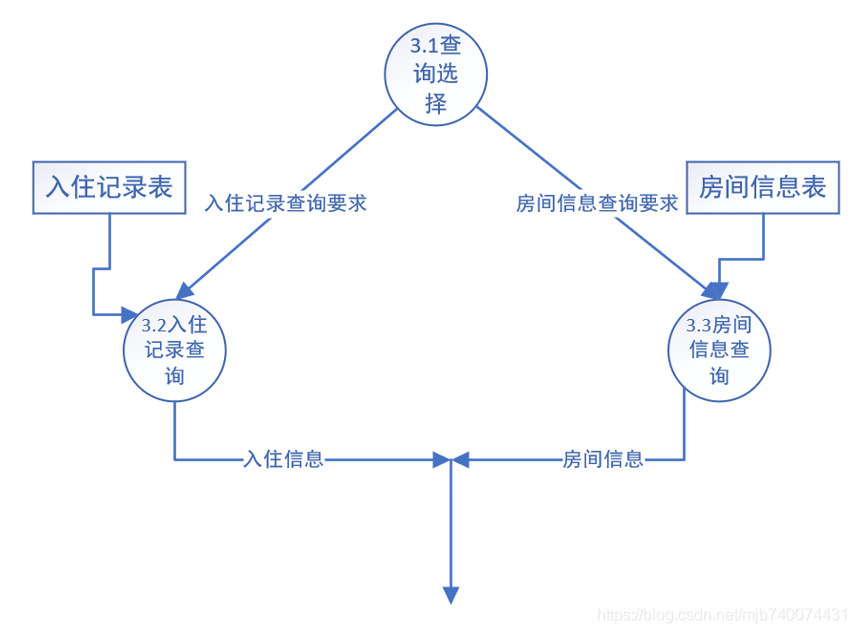 3.1查
询选
择
入住记录表
房间信息表
入住记录查询要求
房间信息查询要求
3.2入住
记录查
询
3.3房间
信息查
询
入住信息
房间信息
https://blog.csdn.net/mjb740074431